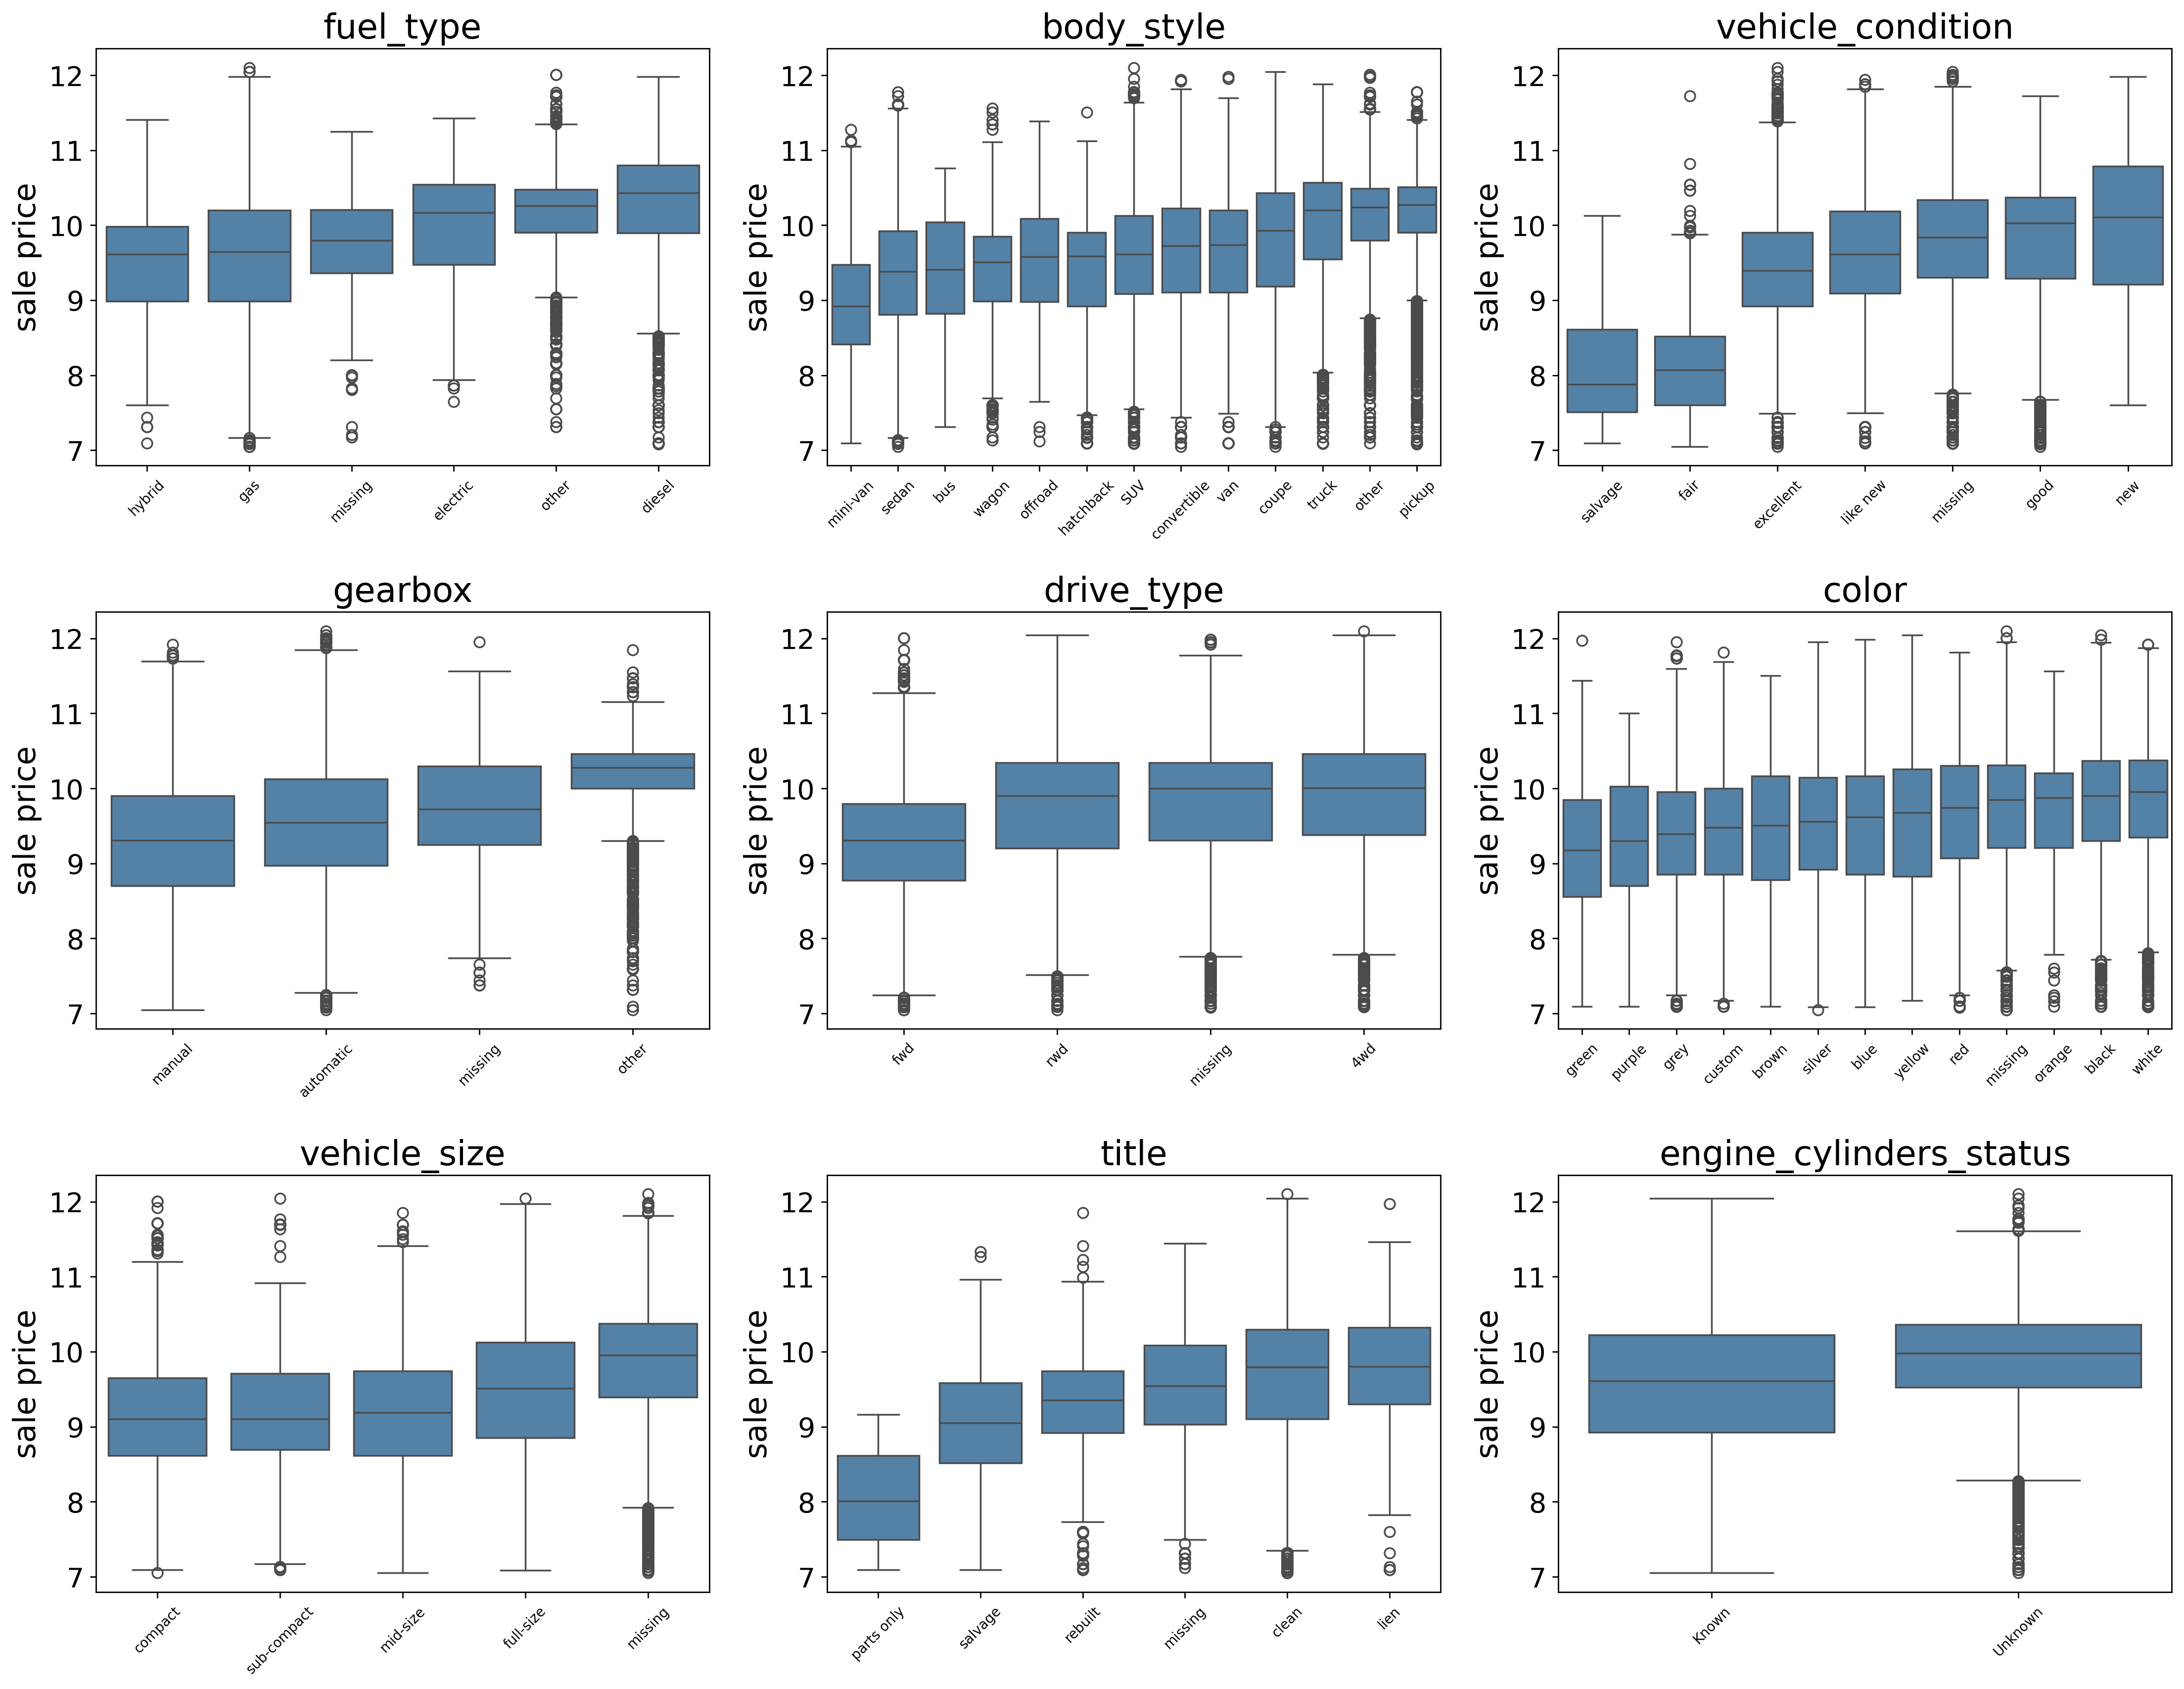 fuel_type
sale price
12
11
10
9
8
7
hybrid
gas
missing
electric
other
diesel
body_style
sale price
12
11
10
9
8
7
mini-van
sedan
bus
wagon
offroad
hatchback
SUV
convertible
van
coupe
truck
other
pickup
vehicle_condition
sale price
12
11
10
9
8
7
salvage
fair
excellent
like new
missing
good
new
gearbox
sale price
12
11
10
9
8
7
manual
automatic
missing
other
drive_type
sale price
12
11
10
9
8
7
fwd
rwd
missing
4wd
color
sale price
12
11
10
9
8
7
green
purple
grey
custom
brown
silver
blue
yellow
red
missing
orange
black
white
vehicle_size
sale price
12
11
10
9
8
7
compact
sub-compact
mid-size
full-size
missing
title
sale price
12
11
10
9
8
7
parts only
salvage
rebuilt
missing
clean
lien
engine_cylinders_status
sale price
12
11
10
9
8
7
Known
Unknown